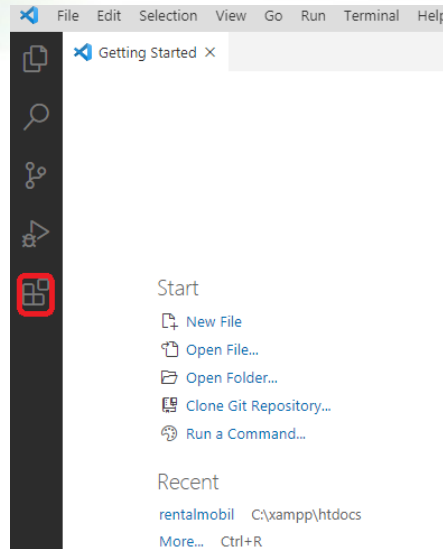 File Edit Selection View Go Run Terminal Help
Getting Started
Start
New File
Open File...
Open Folder...
Clone Git Repository...
Run a Command...
Recent
rentalmobil C:\xampp\htdocs
More... Ctrl+R